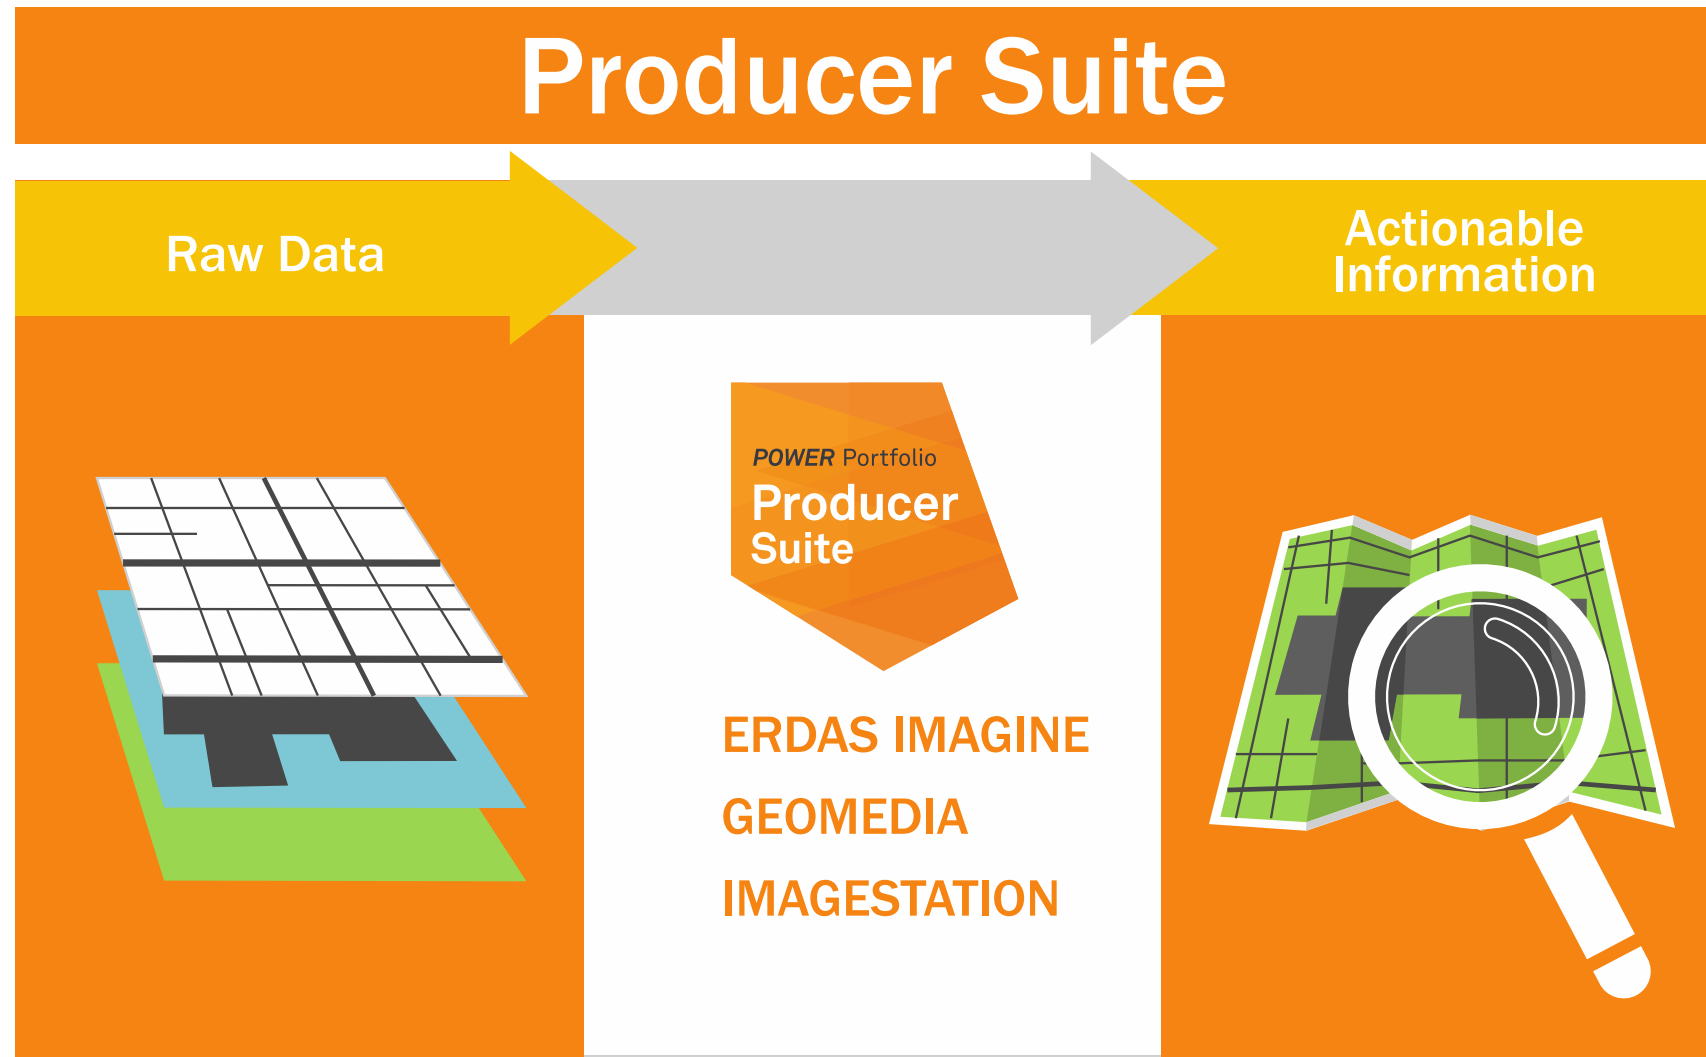 Producer Suite
Raw Data
Actionable
Information
POWER Portfolio
Producer
Suite
ERDAS IMAGINE
GEOMEDIA
IMAGESTATION